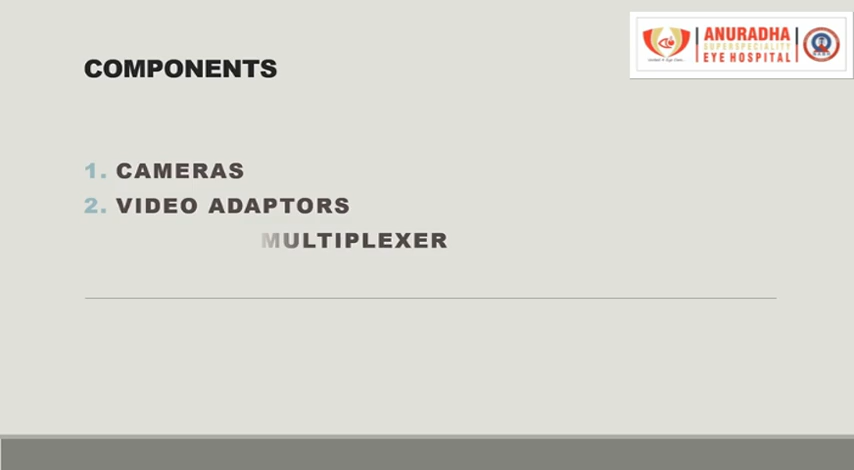 ANURADHA
SUPERSPECIALITY
EYE HOSPITAL
COMPONENTS
1. CAMERAS
2. VIDEO ADAPTORS
MULTIPLEXER